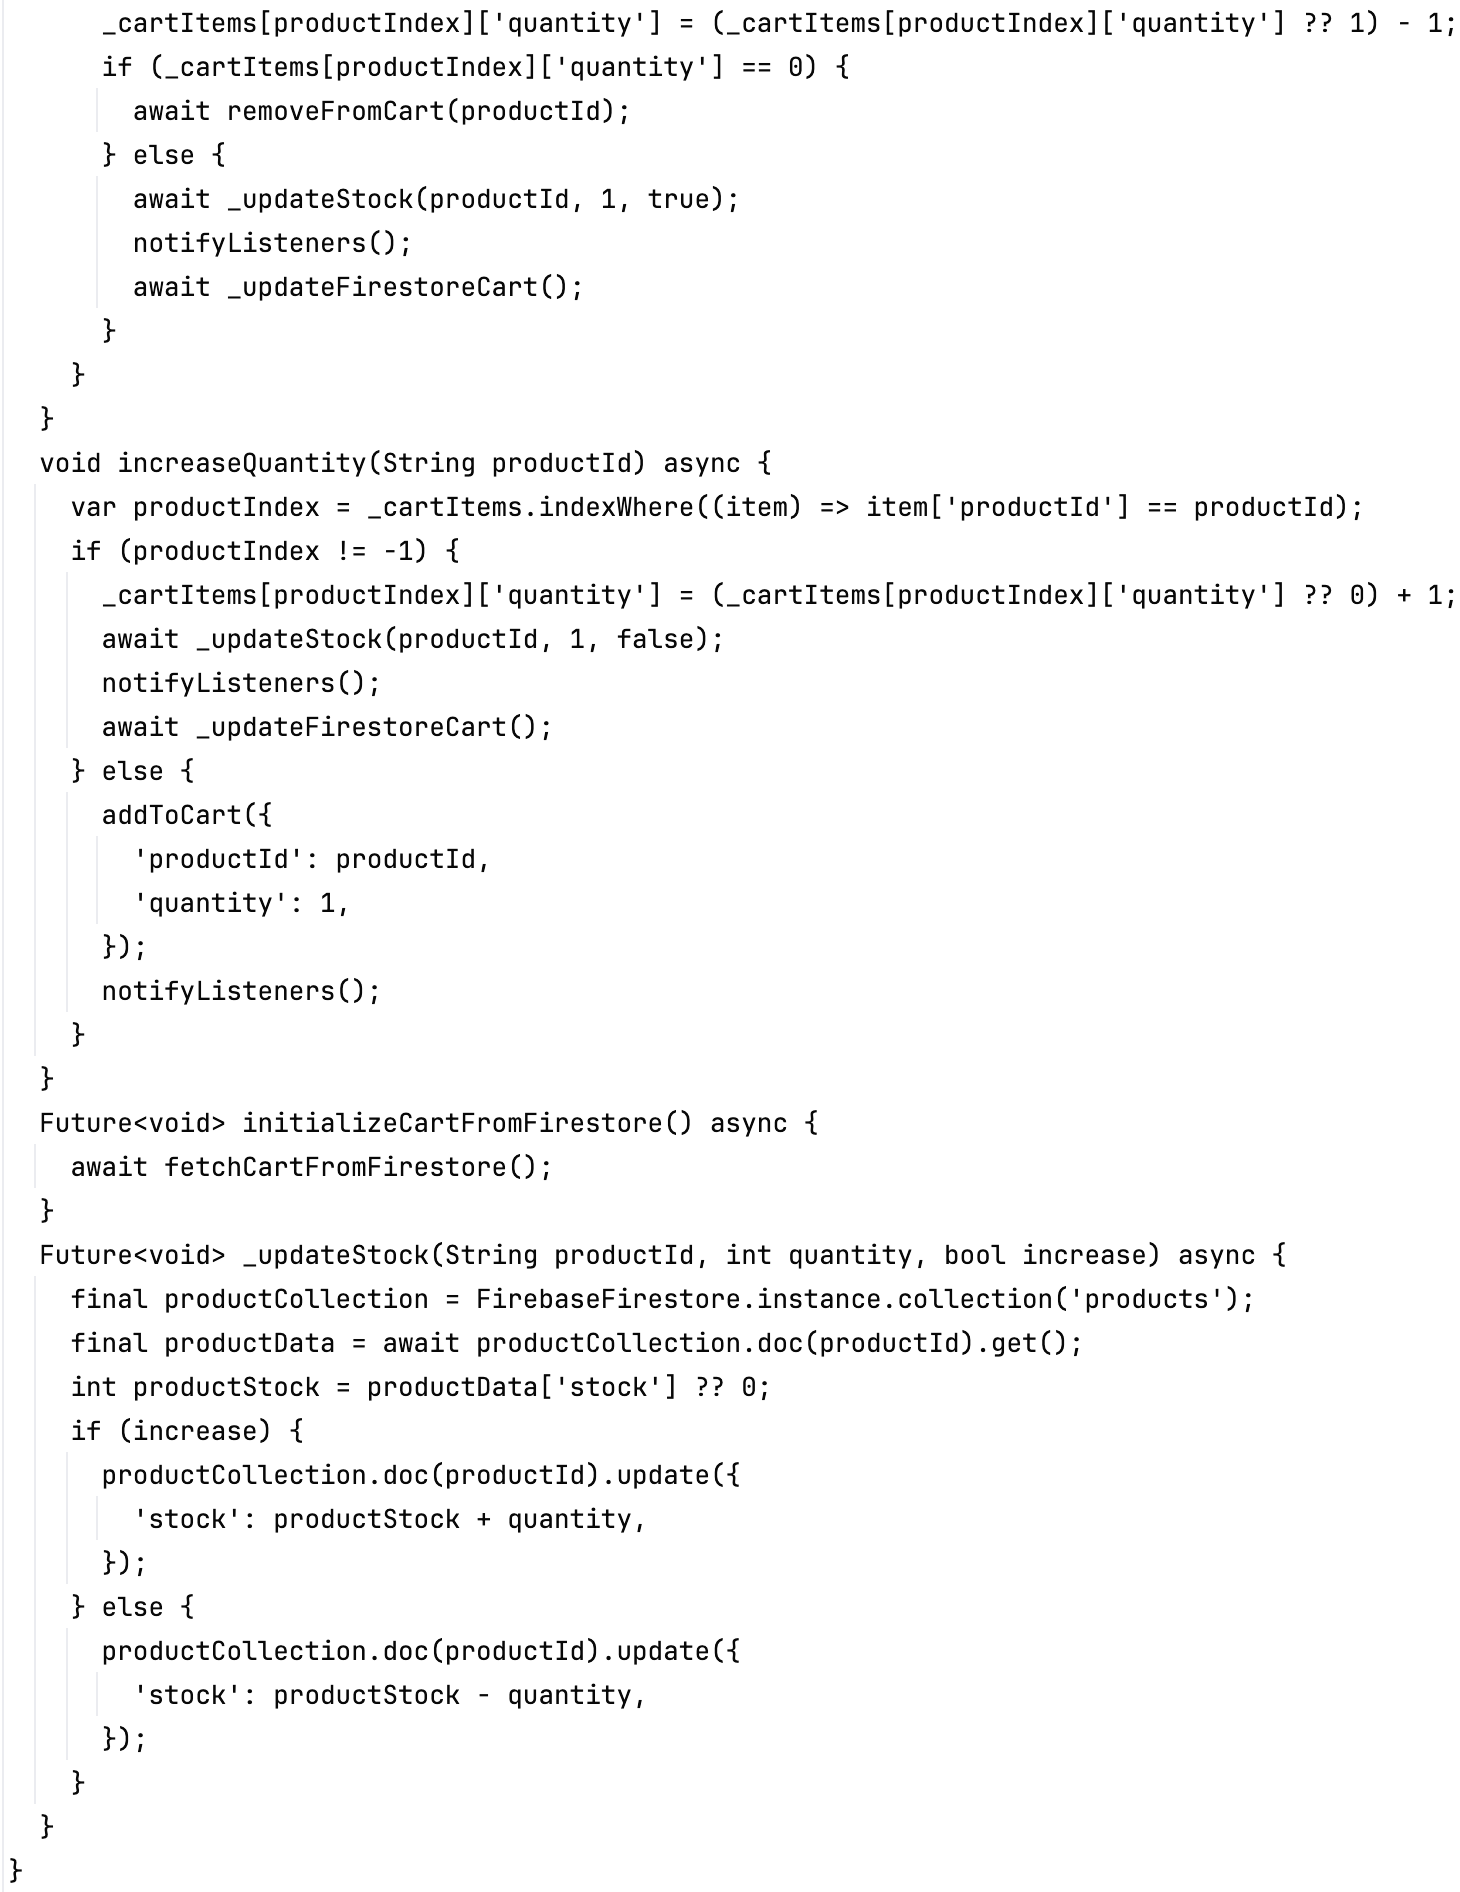 _cartItems[productIndex]['quantity'] = (_cartItems[productIndex]['quantity'] ?? 1) - 1;
if (_cartItems[productIndex]['quantity'] == 0) {
await removeFromCart(productId);
} else {
await _updateStock(productId, 1, true);
notifyListeners();
await _updateFirestoreCart();
}
}
}
void increaseQuantity(String productId) async {
var productIndex = _cartItems.indexWhere((item) => item['productId'] == productId);
if (productIndex != -1) {
_cartItems[productIndex]['quantity'] = (_cartItems[productIndex]['quantity'] ?? 0) + 1;
await _updateStock(productId, 1, false);
notifyListeners();
await _updateFirestoreCart();
} else {
addToCart({
'productId': productId,
'quantity': 1,
});
notifyListeners();
}
}
Future<void> initializeCartFromFirestore() async {
await fetchCartFromFirestore();
}
Future<void> _updateStock(String productId, int quantity, bool increase) async {
final productCollection = FirebaseFirestore.instance.collection('products');
final productData = await productCollection.doc(productId).get();
int productStock = productData['stock'] ?? 0;
if (increase) {
productCollection.doc(productId).update({
'stock': productStock + quantity,
});
} else {
productCollection.doc(productId).update({
'stock': productStock - quantity,
});
}
}
}